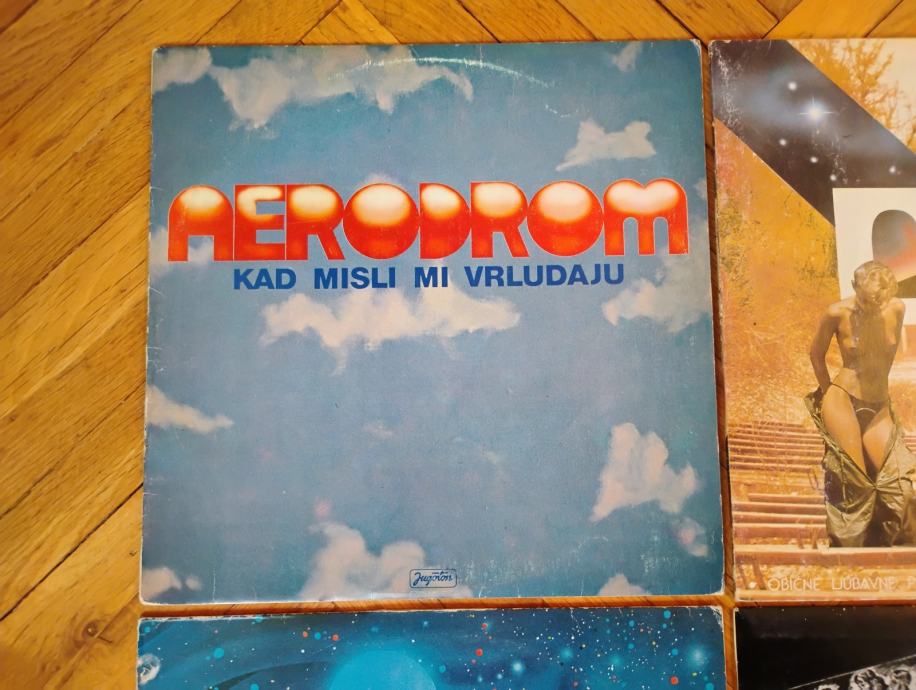 AERODROM
KAD MISLI MI VRLUDAJU
Jugoton
OBIČNE LJUBAVNE